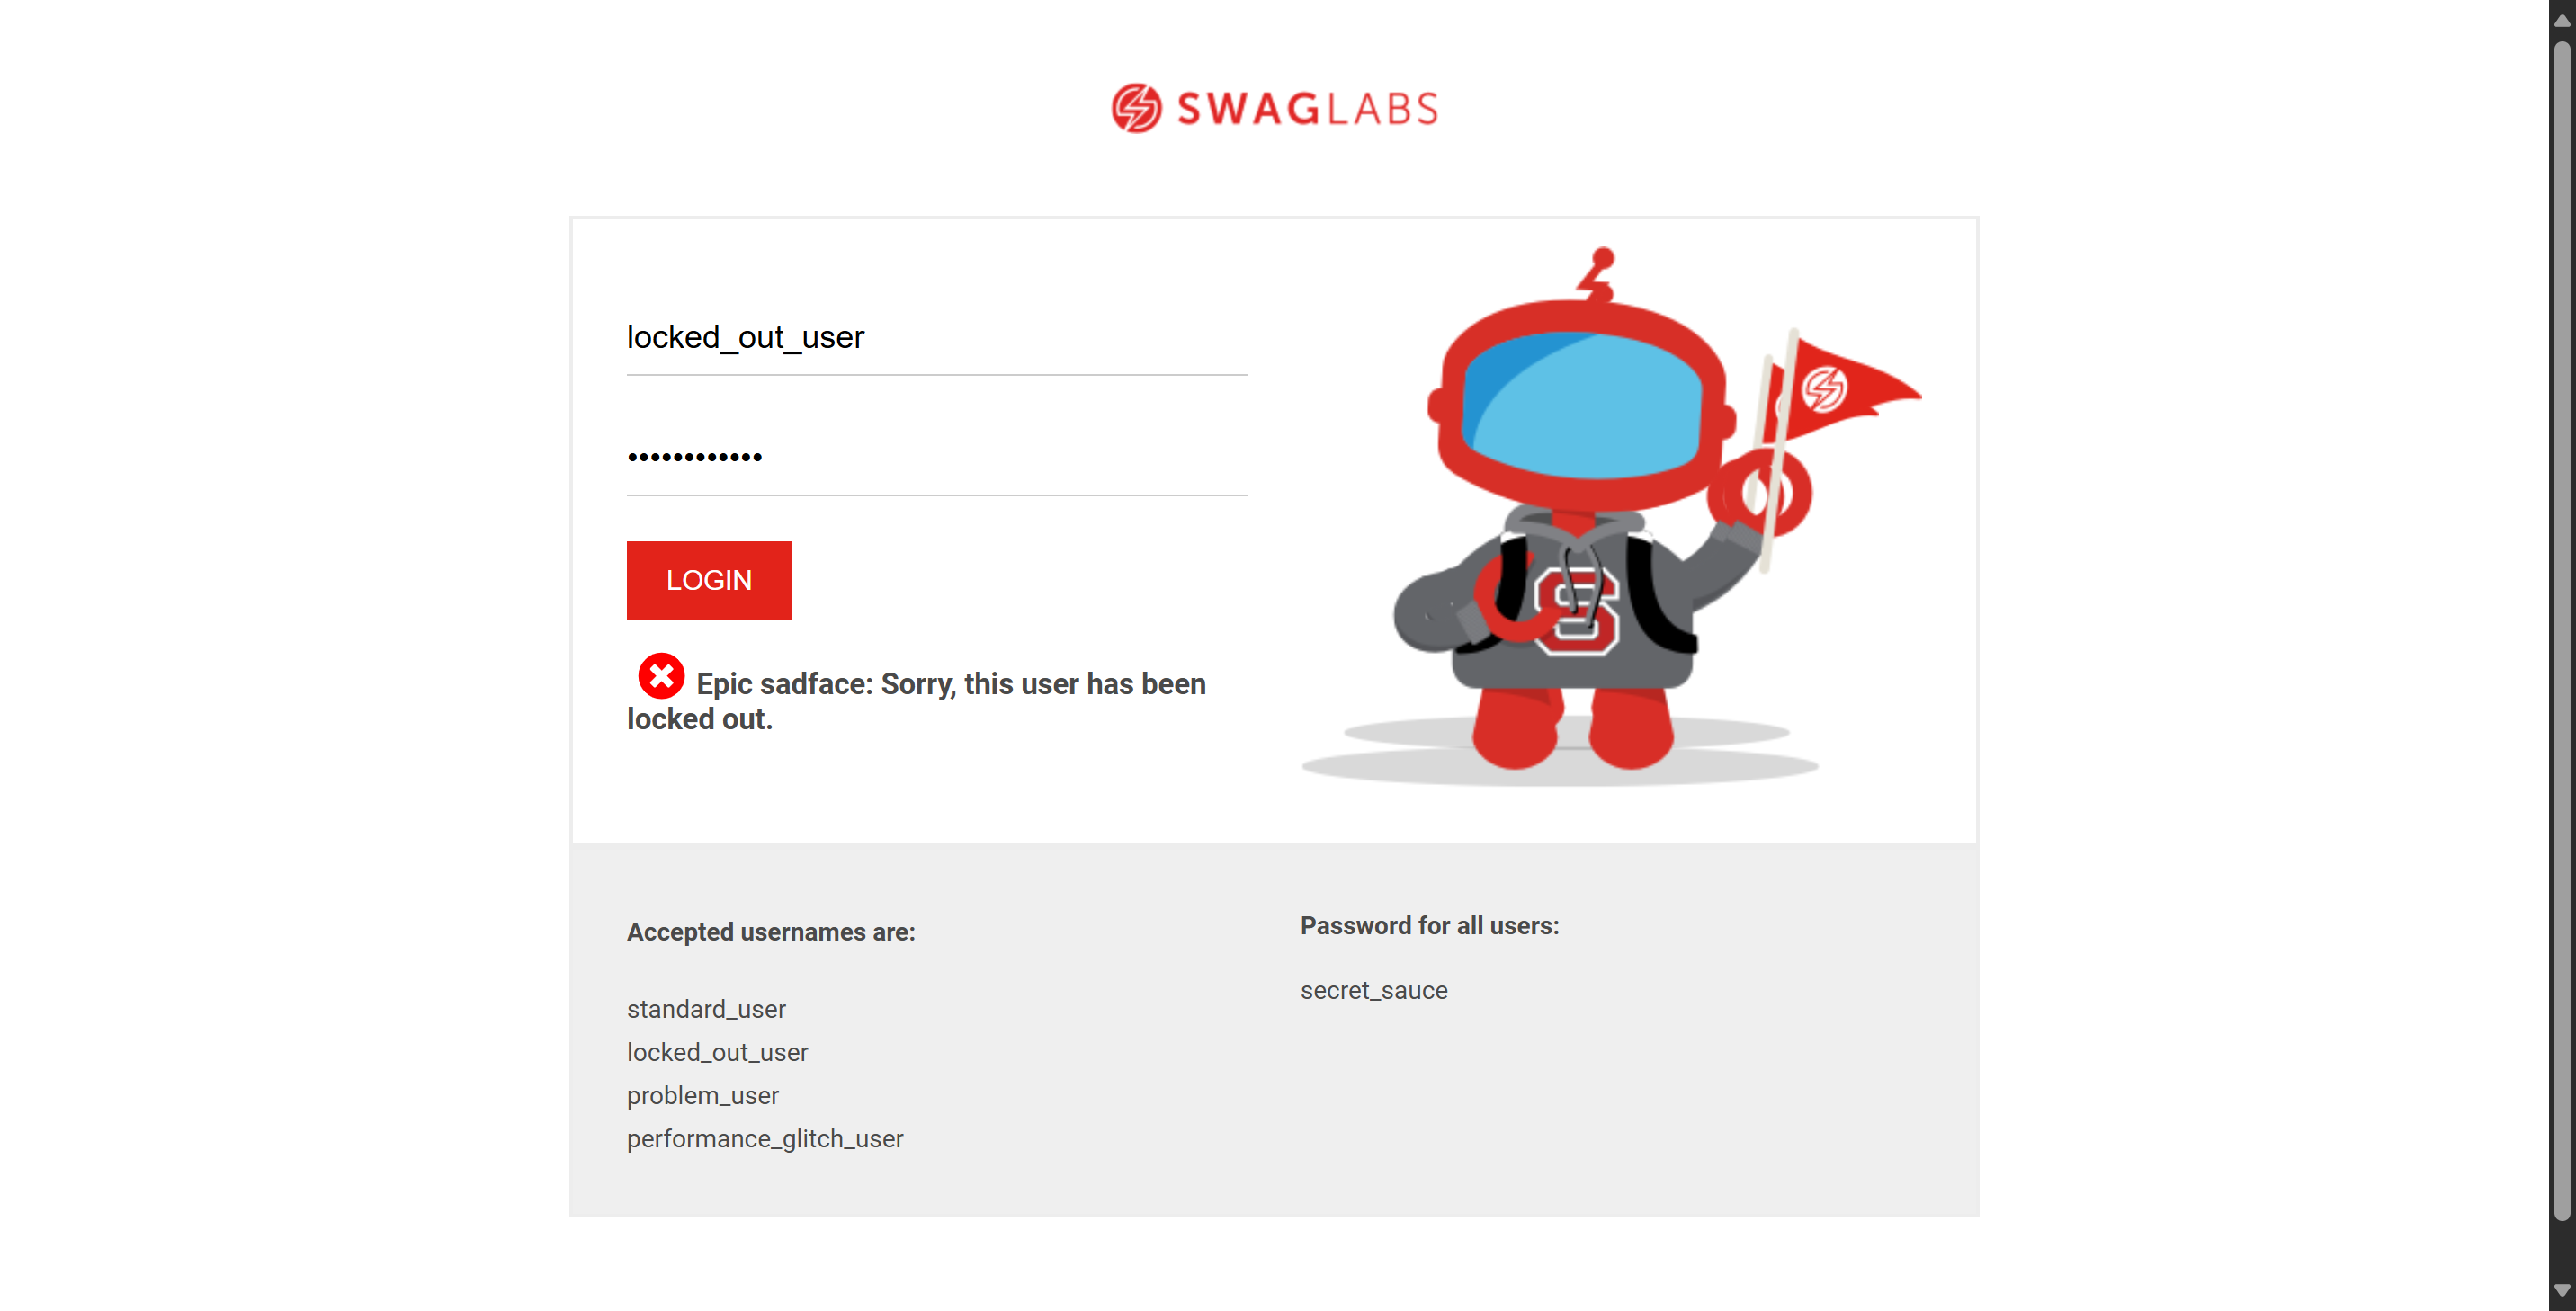 SWAGLABS
locked_out_user
••••••••••••
LOGIN
Epic sadface: Sorry, this user has been
locked out.
S
Accepted usernames are:
standard_user
locked_out_user
problem_user
performance_glitch_user
Password for all users:
secret_sauce